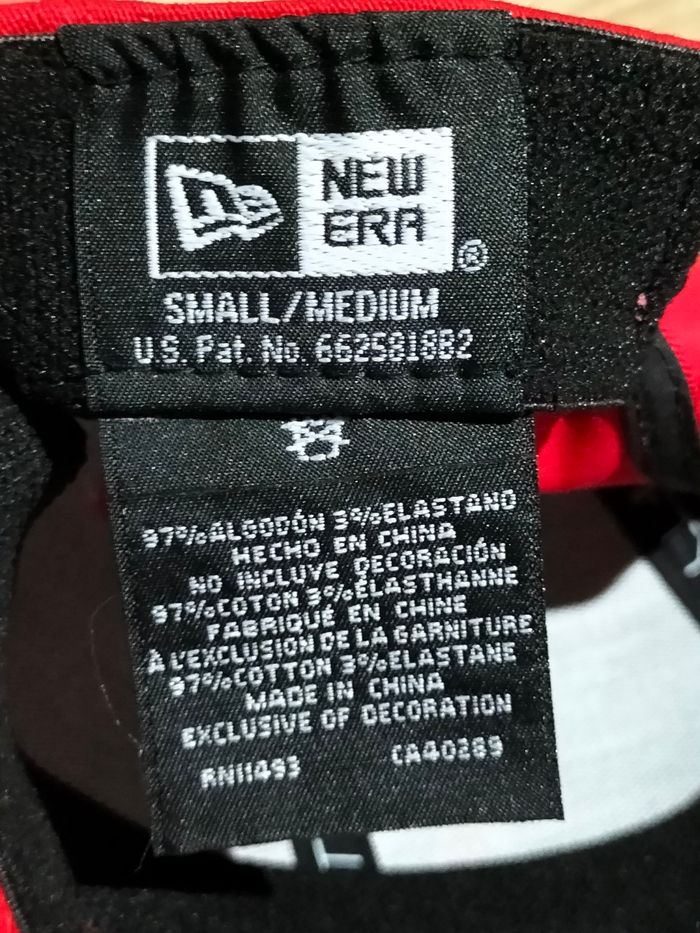 NEW
ERA
®
SMALL/MEDIUM
U.S. Pat. No. 6625818B2
97%ALGODÓN 3%ELASTANO
HECHO EN CHINA
NO INCLUYE DECORACIÓN
97%COTON 3%ELASTHANNE
FABRIQUÉ EN CHINE
À L'EXCLUSION DE LA GARNITURE
97%COTTON 3%ELASTANE
MADE IN CHINA
EXCLUSIVE OF DECORATION
RN11493 CA40289